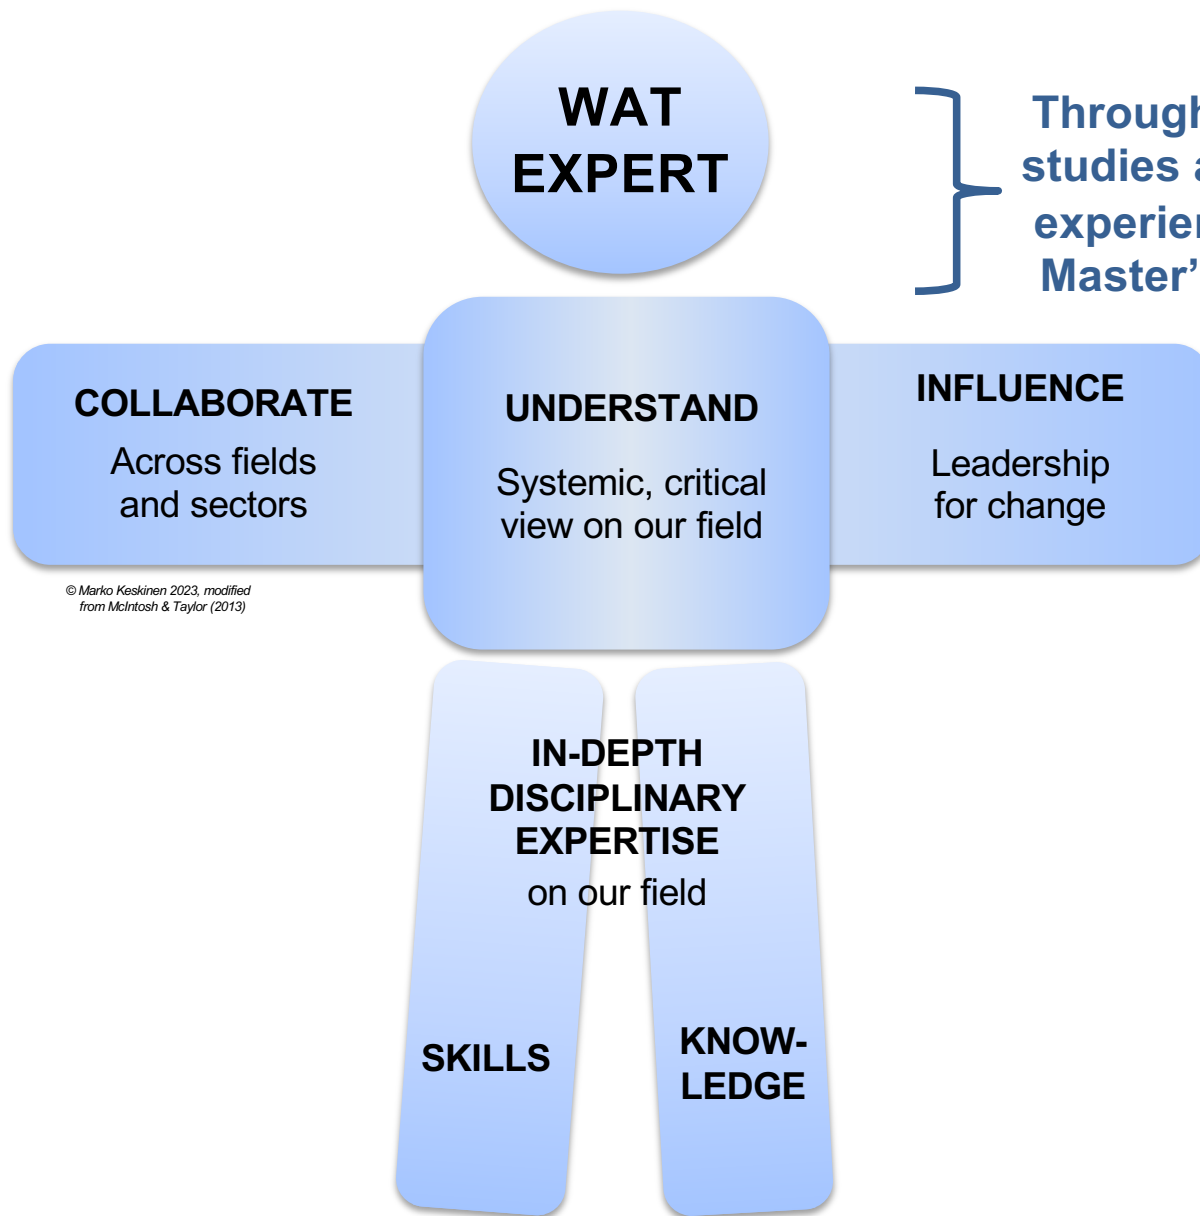 WAT
EXPERT
Through
studies a
experien
Master’
COLLABORATE
Across fields
and sectors
UNDERSTAND
Systemic, critical
view on our field
INFLUENCE
Leadership
for change
© Marko Keskinen 2023, modified
from McIntosh & Taylor (2013)
IN-DEPTH
DISCIPLINARY
EXPERTISE
on our field
SKILLS
KNOW-
LEDGE